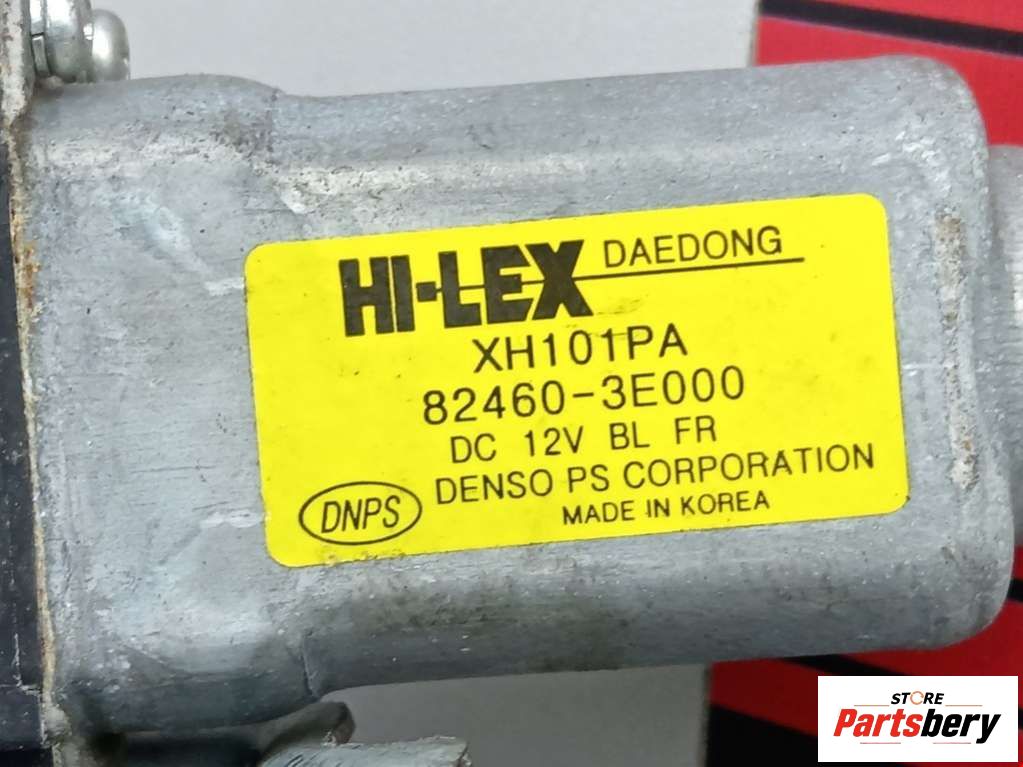 HI-LEX DAEDONG
XH101PA
82460-3E000
DC 12V BL FR
DENSO PS CORPORATION
DNPS
MADE IN KOREA
STORE
Partsbery